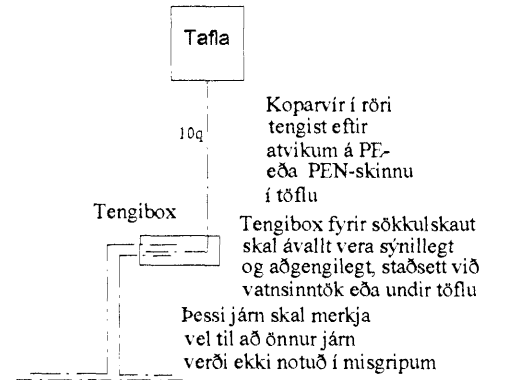 Tafla
Koparvír í röri
tengist eftir
10q
atvikum á PE-
eða PEN-skinnu
í töflu
Tengibox
Tengibox fyrir sökkulskaut
skal ávallt vera sýnillegt
og aðgengilegt, staðsett við
vatnsinntök eða undir töflu
Þessi járn skal merkja
vel til að önnur járn
verði ekki notuð í misgripum